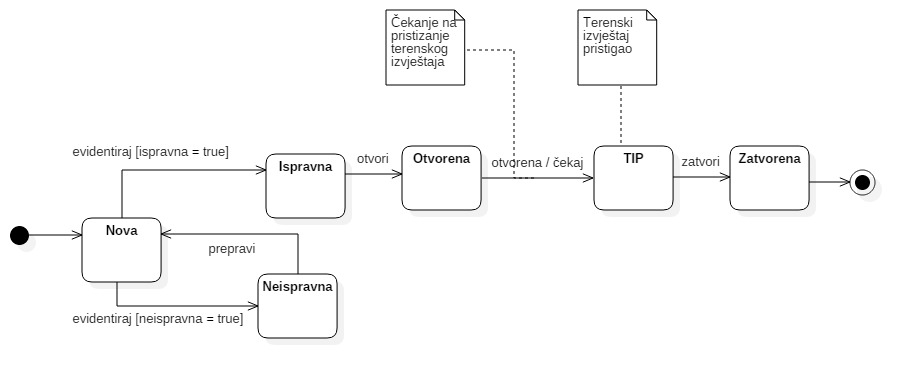 Čekanje na
pristizanje
terenskog
izvještaja
Terenski
izvještaj
pristigao
evidentiraj [ispravna = true]
Ispravna
otvori
Otvorena
otvorena / čekaj
TIP
zatvori
Zatvorena
Nova
prepravi
Neispravna
evidentiraj [neispravna = true]